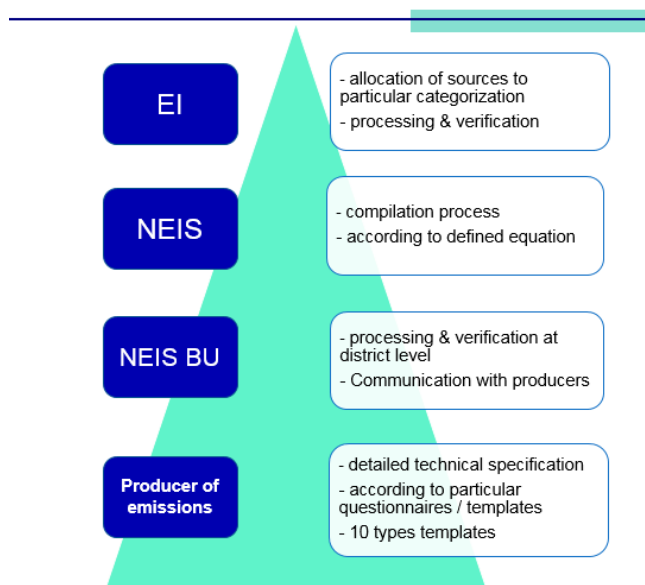 EI
- allocation of sources to
particular categorization
- processing & verification
NEIS
- compilation process
- according to defined equation
NEIS BU
- processing & verification at
district level
- Communication with producers
Producer of
emissions
- detailed technical specification
- according to particular
questionnaires / templates
- 10 types templates